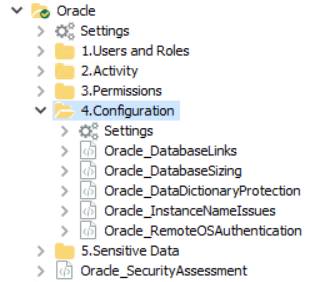 Oracle
Settings
1.Users and Roles
2.Activity
3.Permissions
4.Configuration
Settings
Oracle_DatabaseLinks
Oracle_DatabaseSizing
Oracle_DataDictionaryProtection
Oracle_InstanceNameIssues
Oracle_RemoteOSAuthentication
5.Sensitive Data
Oracle_SecurityAssessment